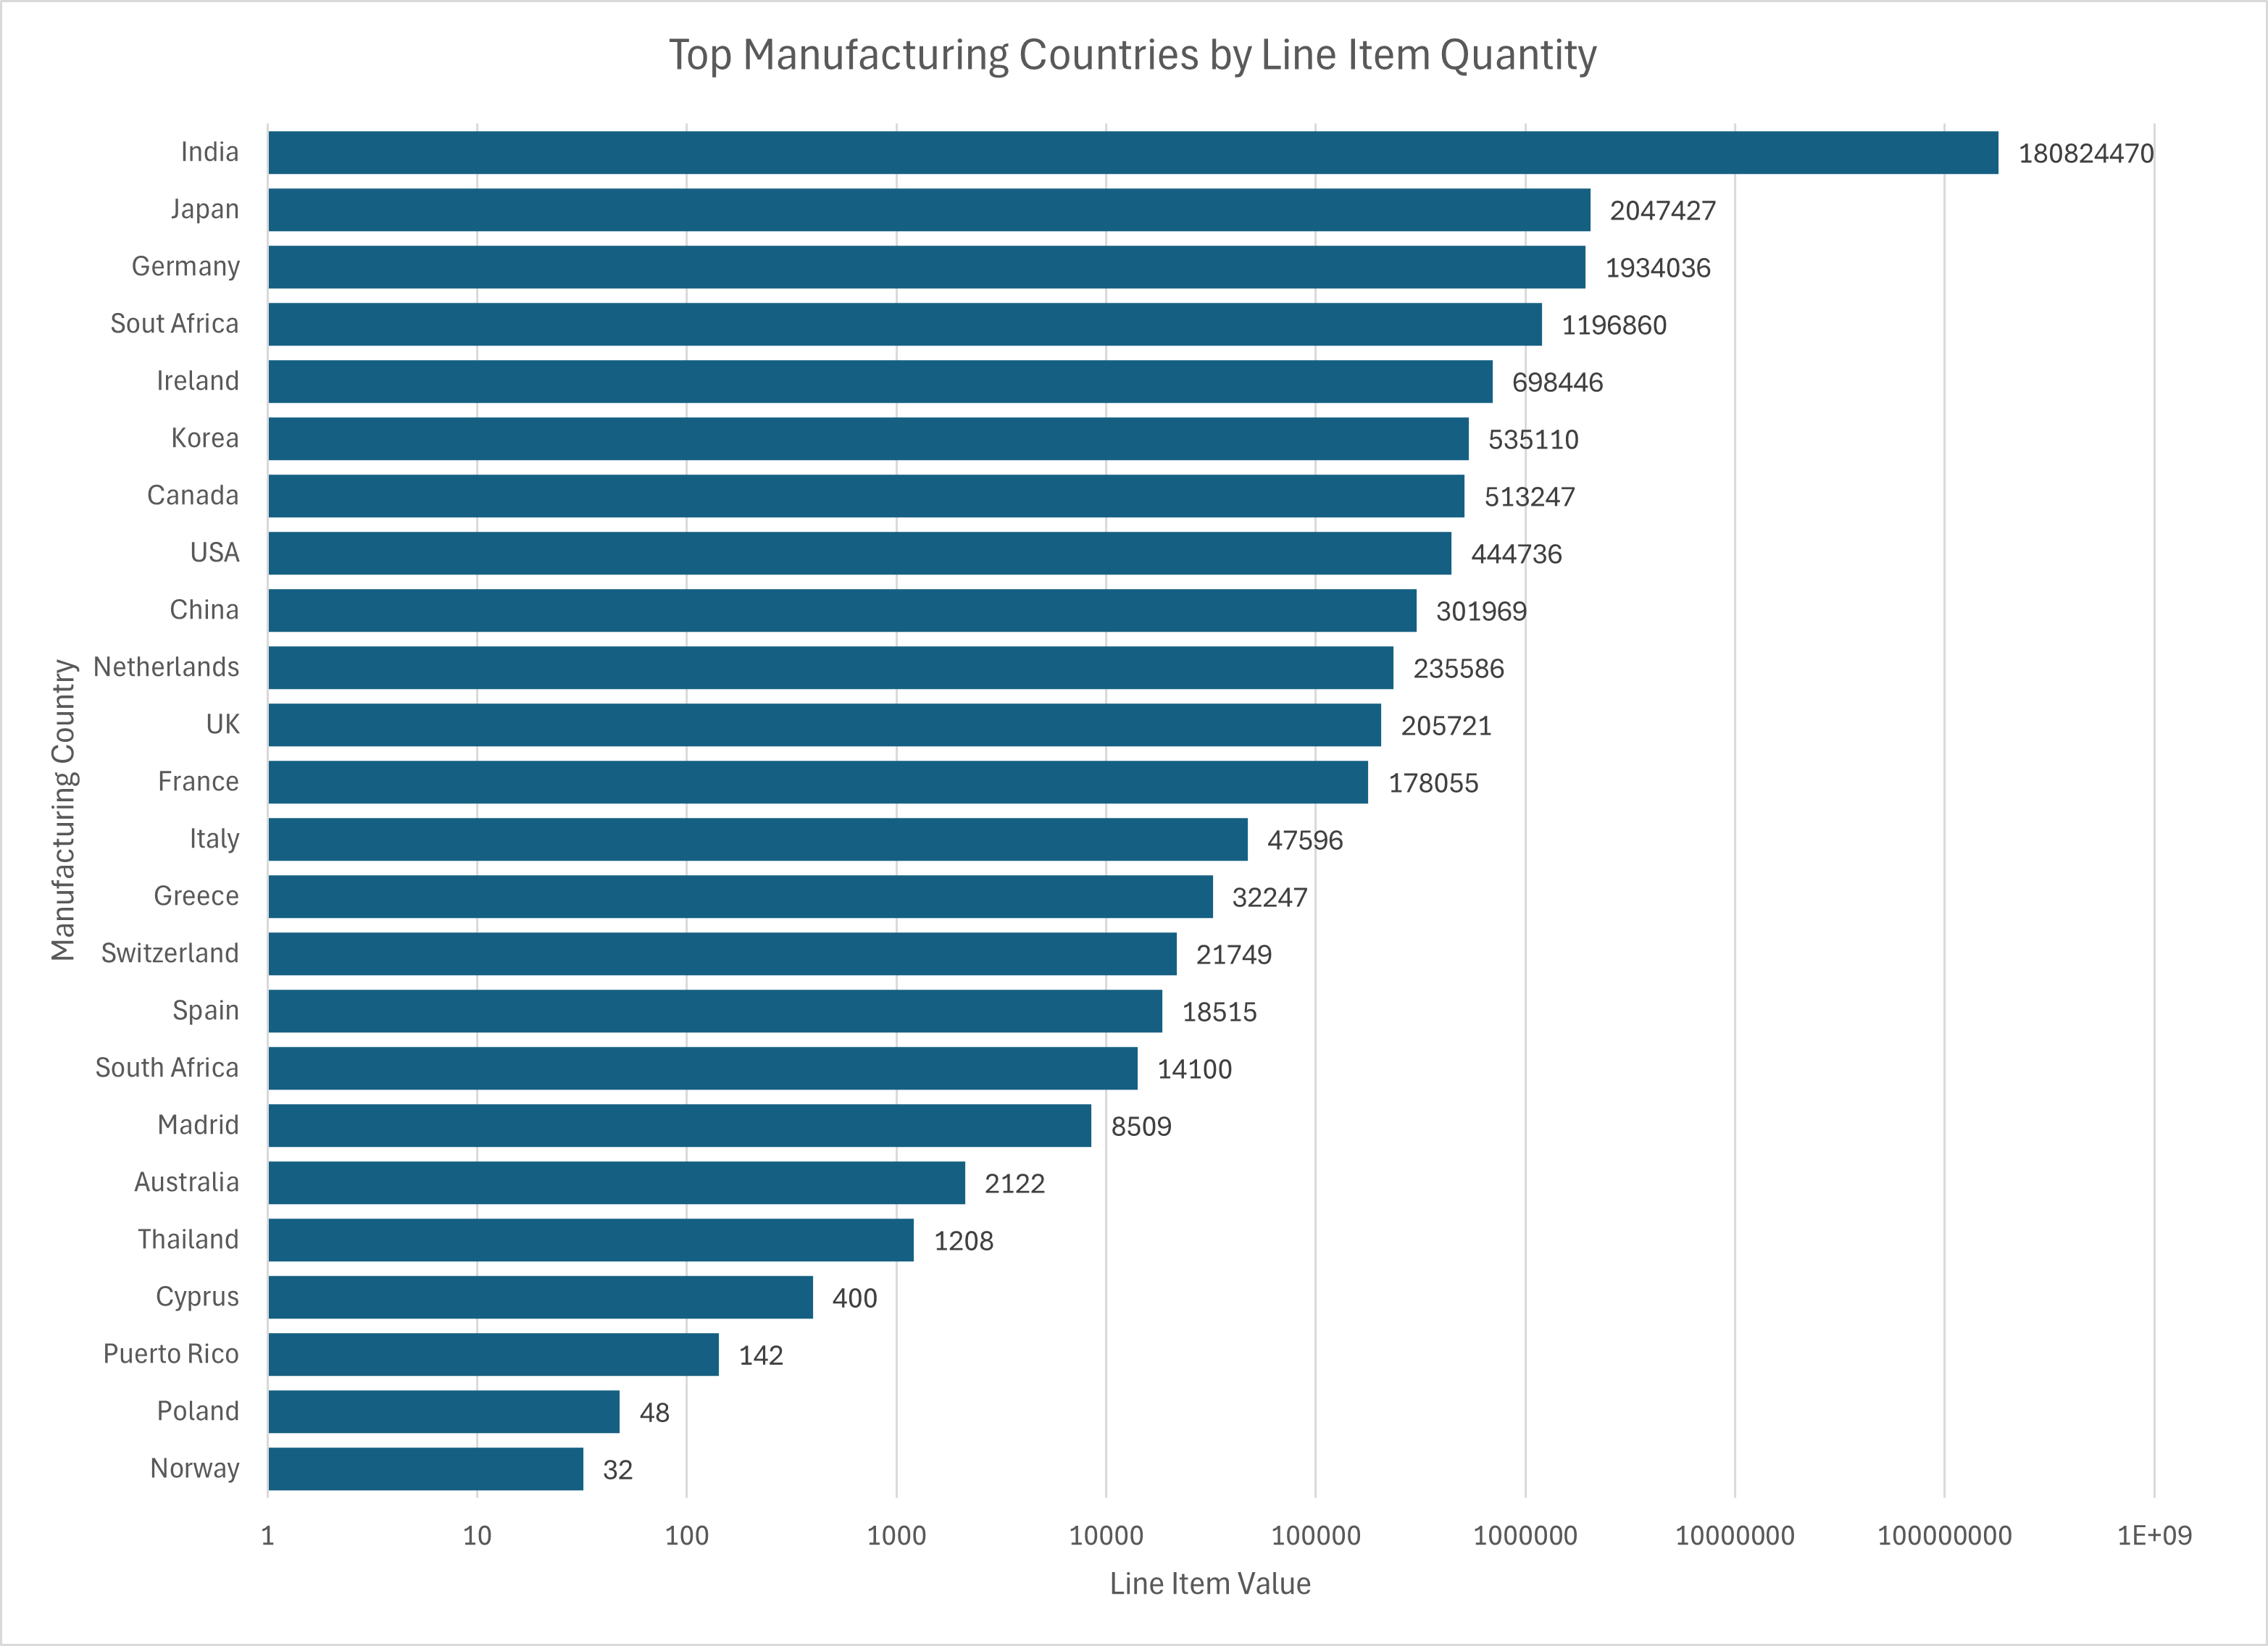 Top Manufacturing Countries by Line Item Quantity
Manufacturing Country
India 180824470
Japan 2047427
Germany 1934036
Sout Africa 1196860
Ireland 698446
Korea 535110
Canada 513247
USA 444736
China 301969
Netherlands 235586
UK 205721
France 178055
Italy 47596
Greece 32247
Switzerland 21749
Spain 18515
South Africa 14100
Madrid 8509
Australia 2122
Thailand 1208
Cyprus 400
Puerto Rico 142
Poland 48
Norway 32
1 10 100 1000 10000 100000 1000000 10000000 100000000 1E+09
Line Item Value